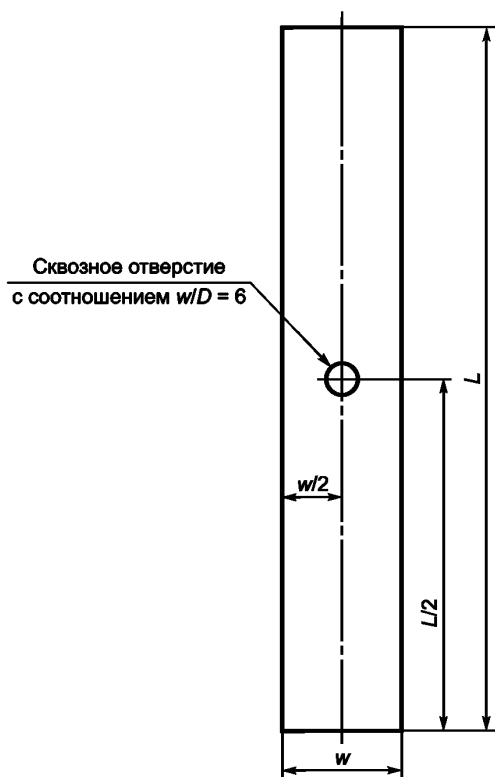 Сквозное отверстие
с соотношением w/D = 6
L
w/2
L/2
w